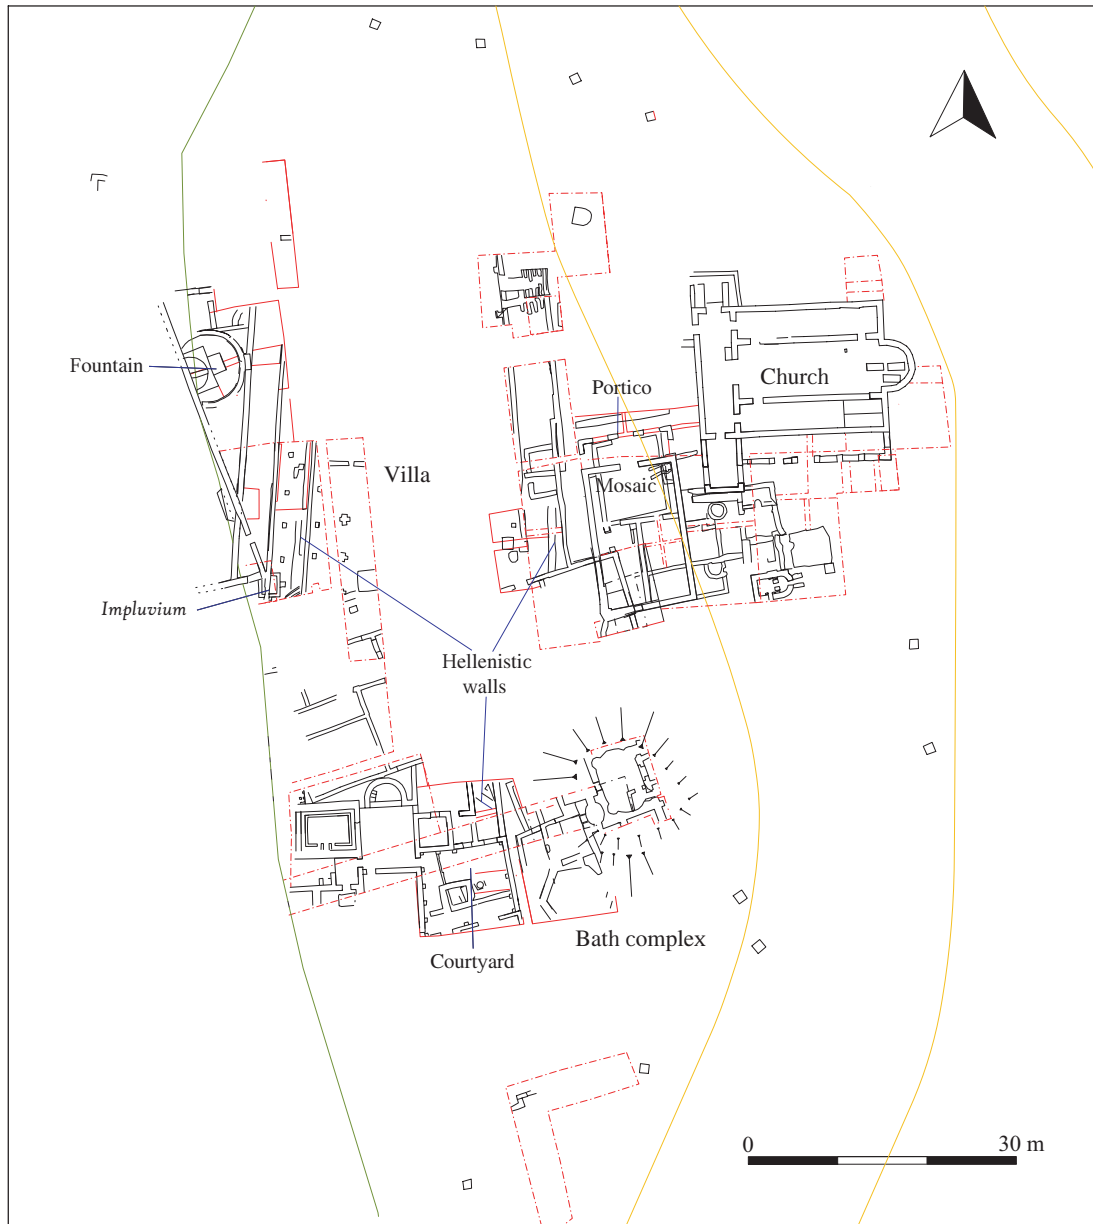 Fountain
Portico
Church
Villa
Mosaic
Impluvium
Hellenistic
walls
Bath complex
Courtyard
0
30 m